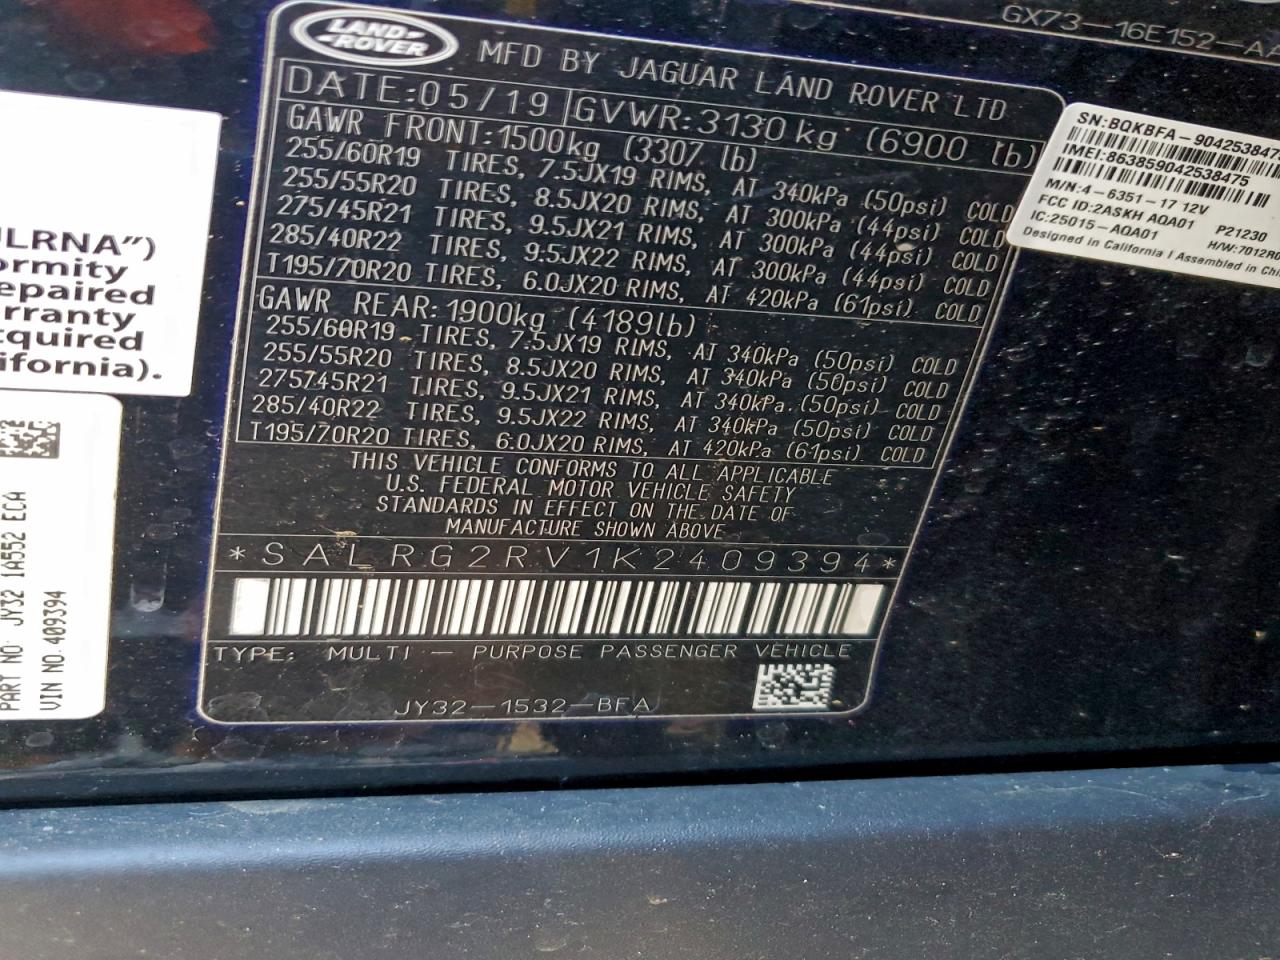 GX73-16E152-AA
LAND-
-ROVER
MFD BY JAGUAR LAND ROVER LTD
DATE:05/19 GVWR:3130 kg (6900 lb)
GAWR FRONT:1500kg (3307 lb)
255/60R19 TIRES, 7.5JX19 RIMS, AT 340kPa (50psi) COLD
255/55R20 TIRES, 8.5JX20 RIMS, AT 300kPa (44psi) COLD
275/45R21 TIRES, 9.5JX21 RIMS, AT 300kPa (44psi) COLD
285/40R22 TIRES, 9.5JX22 RIMS, AT 300kPa (44psi) COLD
T195/70R20 TIRES, 6.0JX20 RIMS, AT 420kPa (61psi) COLD
GAWR REAR:1900kg (4189lb)
255/60R19 TIRES, 7.5JX19 RIMS, AT 340kPa (50psi) COLD
255/55R20 TIRES, 8.5JX20 RIMS, AT 340kPa (50psi) COLD
275/45R21 TIRES, 9.5JX21 RIMS, AT 340kPa (50psi) COLD
285/40R22 TIRES, 9.5JX22 RIMS, AT 340kPa (50psi) COLD
T195/70R20 TIRES, 6.0JX20 RIMS, AT 420kPa (61psi) COLD
THIS VEHICLE CONFORMS TO ALL APPLICABLE
U.S. FEDERAL MOTOR VEHICLE SAFETY
STANDARDS IN EFFECT ON THE DATE OF
MANUFACTURE SHOWN ABOVE
*SALRG2RV1K2409394*
TYPE: MULTI - PURPOSE PASSENGER VEHICLE
JY32-1532-BFA
SN:BQKBFA-904253847
IMEI:863859042538475
M/N:4-6351-17 12V
FCC ID:2ASKH AQA01 P21230
IC:25015-AQA01 H/W:7012R0
Designed in California | Assembled in Chi
JLRNA")
ormity
epaired
arranty
cquired
ifornia).
PART NO: JY32 1A552 ECA
VIN NO. 409394